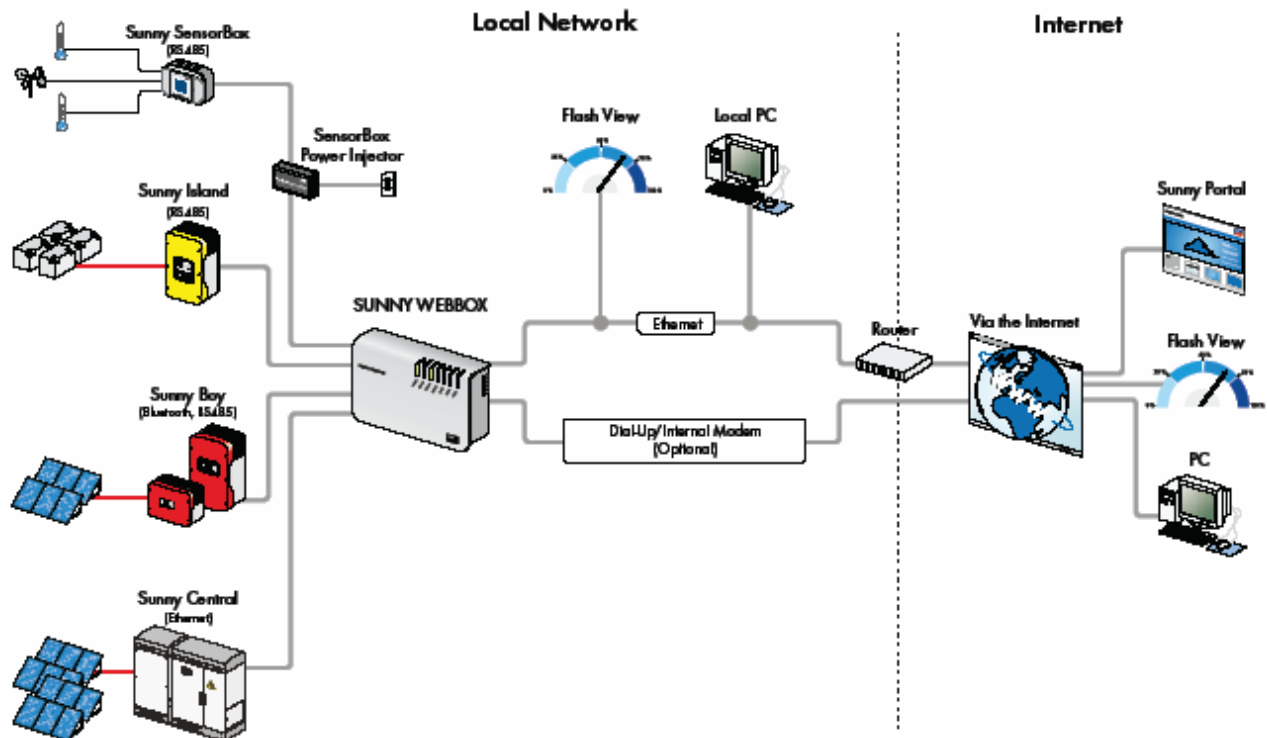 Local Network
Internet
Sunny SensorBox
(RS485)
SensorBox
Power Injector
Flash View
Local PC
Sunny Island
(RS485)
Sunny Portal
SUNNY WEBBOX
Ethernet
Router
Via the Internet
Flash View
Sunny Boy
(Bluetooth, RS485)
Dial-Up/Internal Modem
(Optional)
PC
Sunny Central
(Ethernet)